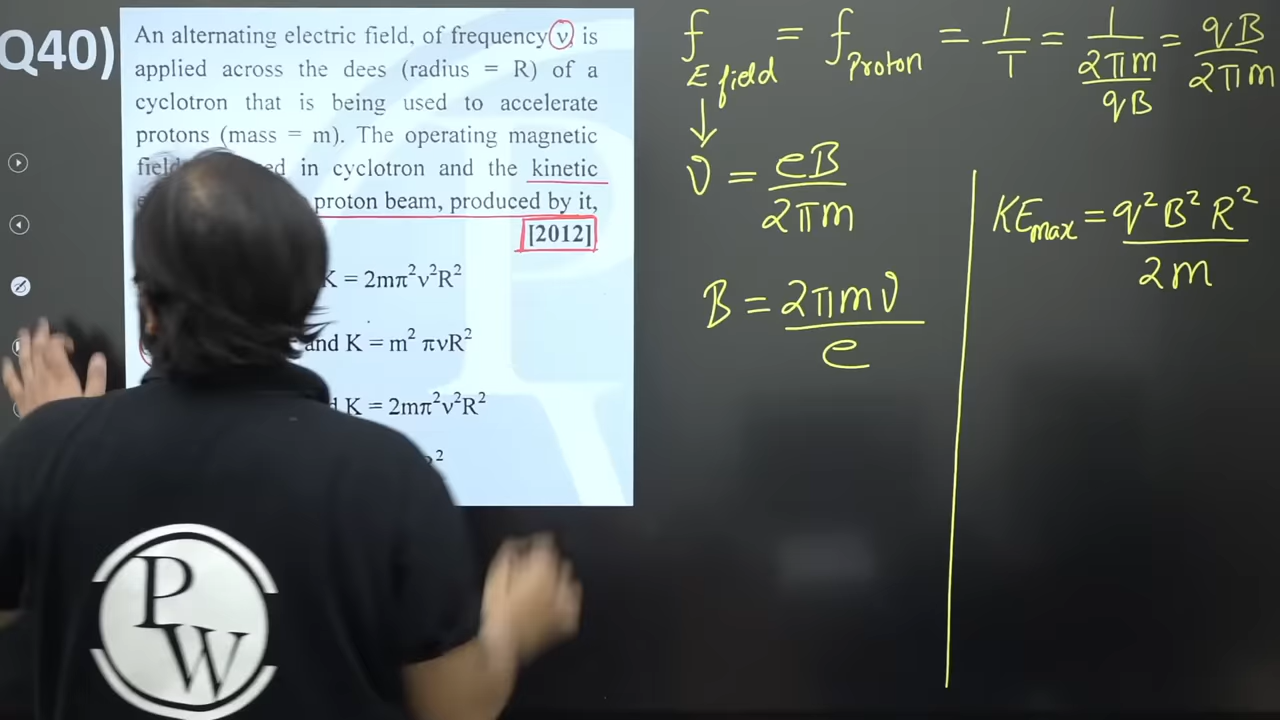 Q40)
An alternating electric field, of frequency ν is
applied across the dees (radius = R) of a
cyclotron that is being used to accelerate
protons (mass = m). The operating magnetic
in cyclotron and the kinetic
proton beam, produced by it,
[2012]
K = 2mπ²ν²R²
and K = m² πνR²
K = 2mπ²ν²R²
f E field = f Proton = 1/T = 1/(2πm/qB) = qB/2πm
↓
ν = eB/2πm
B = 2πmν/e
KEmax = q²B²R²/2m
PW